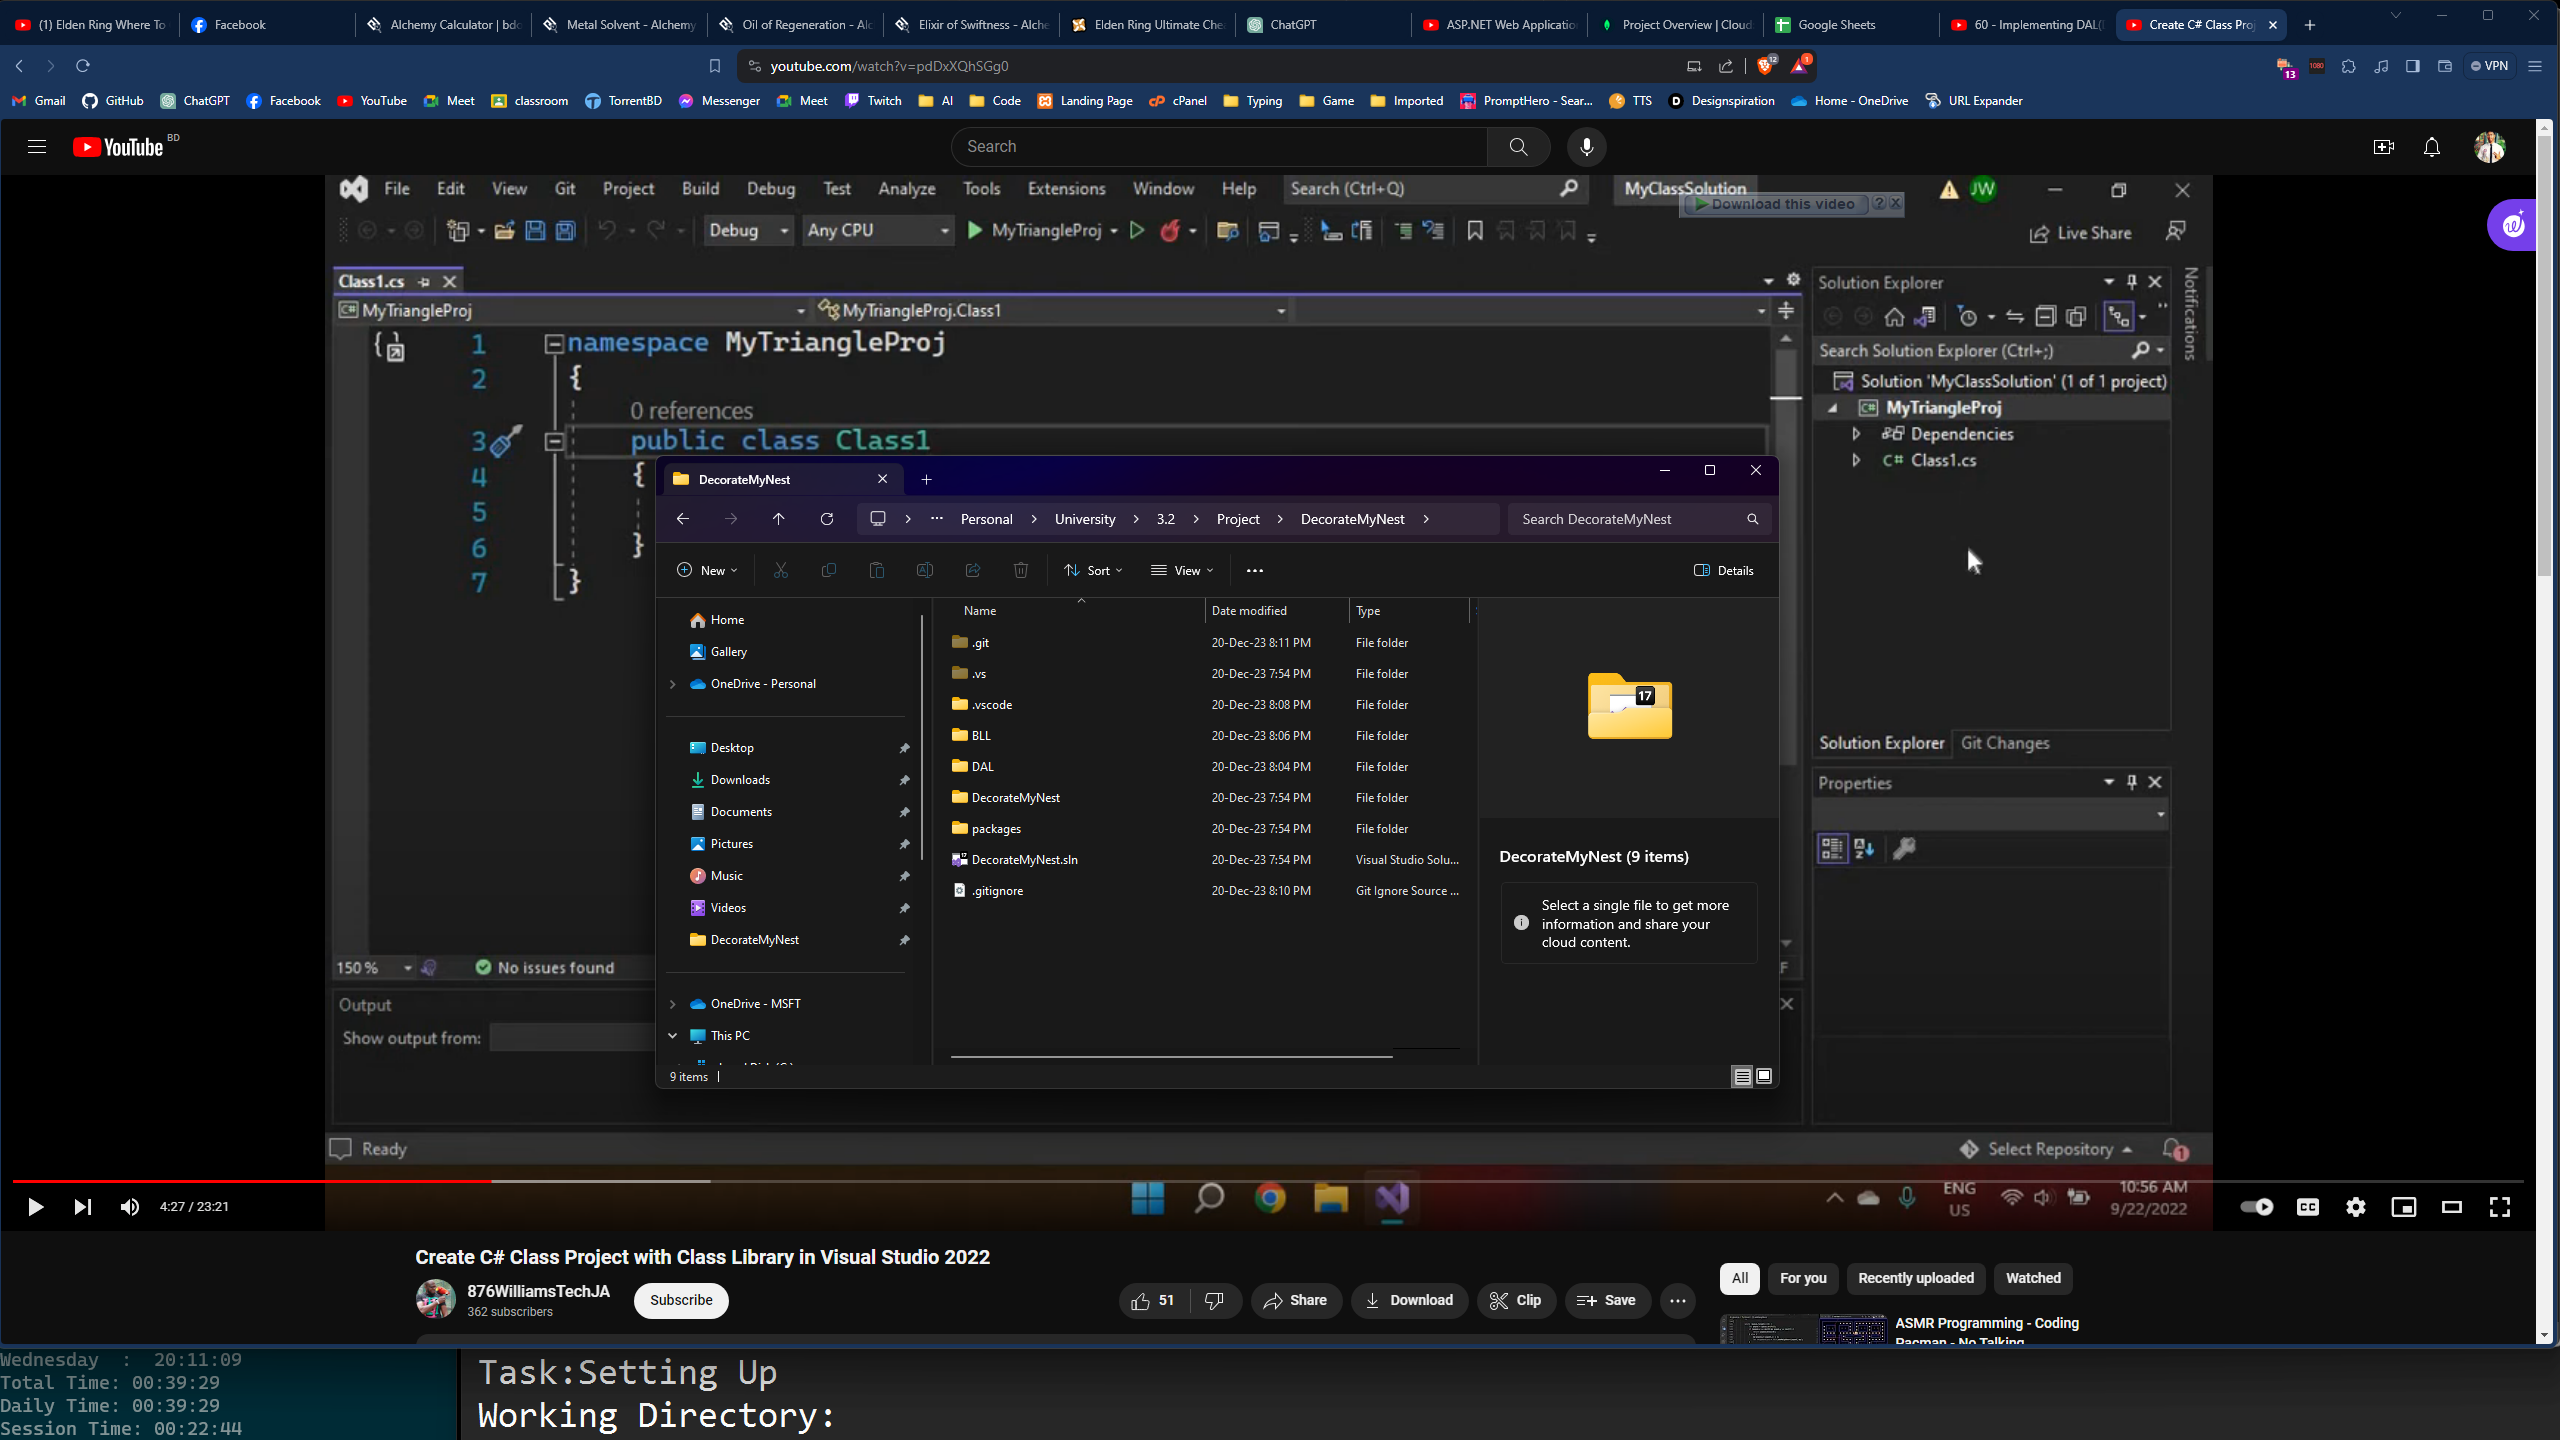 (1) Elden Ring Where To
Facebook
Alchemy Calculator | bdo
Metal Solvent - Alchemy
Oil of Regeneration - Alc
Elixir of Swiftness - Alche
Elden Ring Ultimate Che
ChatGPT
ASP.NET Web Application
Project Overview | Cloud
Google Sheets
60 - Implementing DAL(
Create C# Class Proj
youtube.com/watch?v=pdDxXQhSGg0
12
1
13
1080
VPN
Gmail GitHub ChatGPT Facebook YouTube Meet classroom TorrentBD Messenger Meet Twitch AI Code Landing Page cPanel Typing Game Imported PromptHero - Sear... TTS Designspiration Home - OneDrive URL Expander
YouTube BD
Search
File Edit View Git Project Build Debug Test Analyze Tools Extensions Window Help Search (Ctrl+Q) MyClassSolution JW
Download this video
Debug Any CPU MyTriangleProj Live Share
Class1.cs
MyTriangleProj MyTriangleProj.Class1
1 namespace MyTriangleProj
2 {
0 references
3 public class Class1
4 {
5
6 }
7 }
150 % No issues found
Output
Show output from:
Ready
Solution Explorer
Search Solution Explorer (Ctrl+;)
Solution 'MyClassSolution' (1 of 1 project)
MyTriangleProj
Dependencies
C# Class1.cs
Notifications
Solution Explorer Git Changes
Properties
Select Repository
1
DecorateMyNest
Personal > University > 3.2 > Project > DecorateMyNest >
Search DecorateMyNest
New Sort View Details
Home
Gallery
OneDrive - Personal
Desktop
Downloads
Documents
Pictures
Music
Videos
DecorateMyNest
OneDrive - MSFT
This PC
Name Date modified Type
.git 20-Dec-23 8:11 PM File folder
.vs 20-Dec-23 7:54 PM File folder
.vscode 20-Dec-23 8:08 PM File folder
BLL 20-Dec-23 8:06 PM File folder
DAL 20-Dec-23 8:04 PM File folder
DecorateMyNest 20-Dec-23 7:54 PM File folder
packages 20-Dec-23 7:54 PM File folder
DecorateMyNest.sln 20-Dec-23 7:54 PM Visual Studio Solu...
.gitignore 20-Dec-23 8:10 PM Git Ignore Source ...
17
DecorateMyNest (9 items)
Select a single file to get more
information and share your
cloud content.
9 items
4:27 / 23:21
ENG
US
10:56 AM
9/22/2022
CC
Create C# Class Project with Class Library in Visual Studio 2022
876WilliamsTechJA
362 subscribers
Subscribe
51
Share
Download
Clip
Save
All
For you
Recently uploaded
Watched
ASMR Programming - Coding
Pacman - No Talking
Wednesday : 20:11:09
Total Time: 00:39:29
Daily Time: 00:39:29
Session Time: 00:22:44
Task:Setting Up
Working Directory: